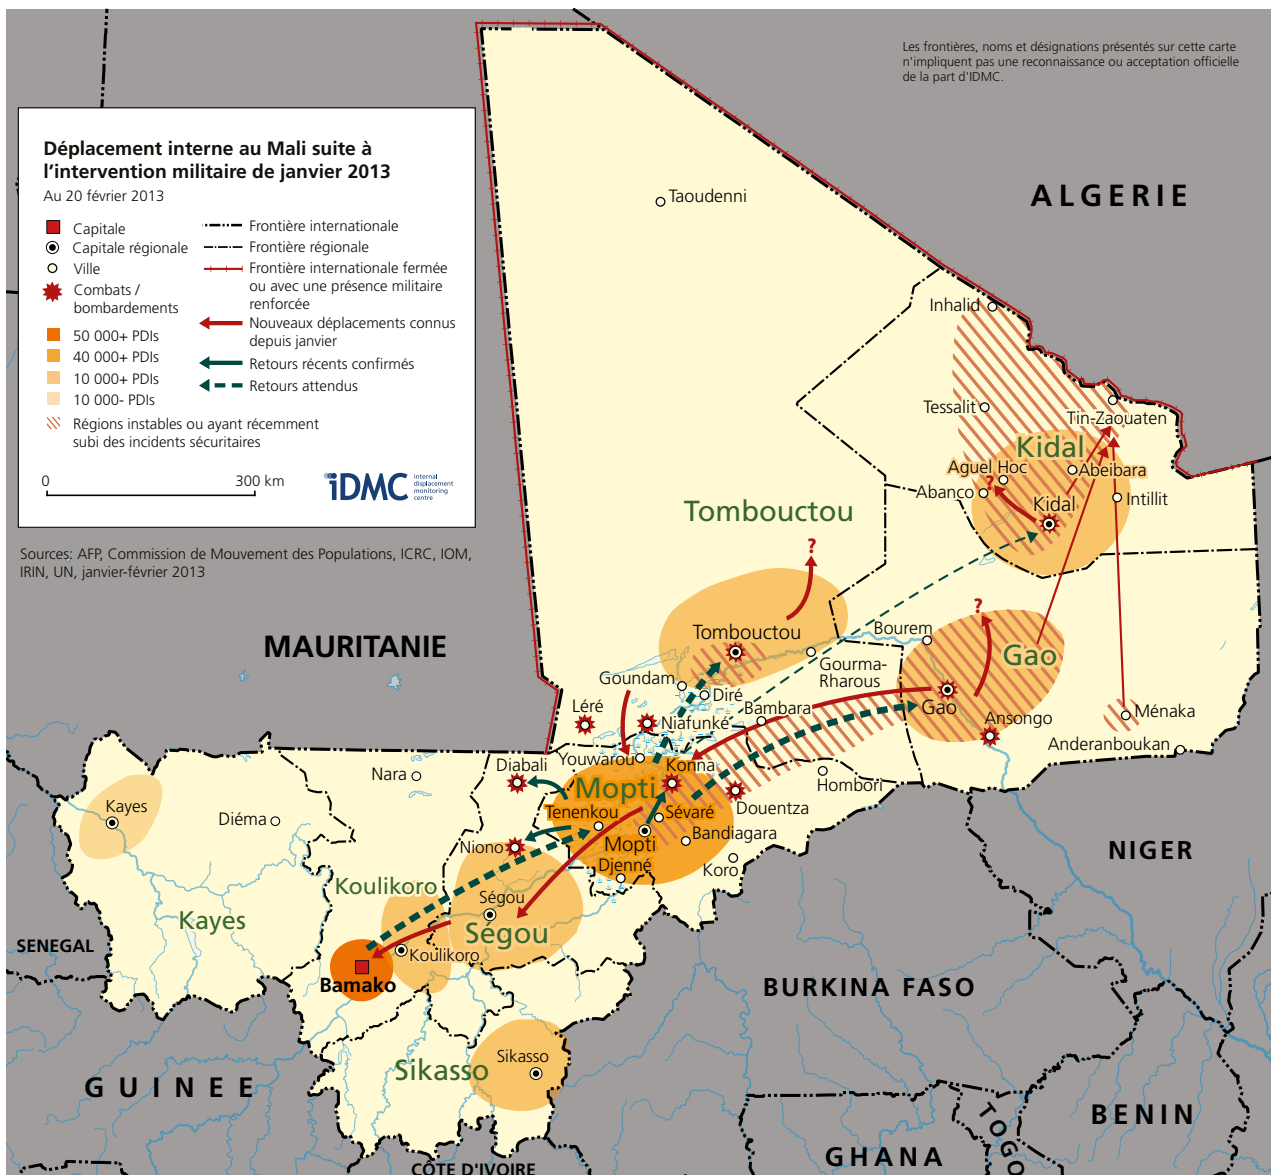 Les frontières, noms et désignations présentés sur cette carte
n'impliquent pas une reconnaissance ou acceptation officielle
de la part d'IDMC.
Déplacement interne au Mali suite à
l'intervention militaire de janvier 2013
Au 20 février 2013
Capitale
Capitale régionale
Ville
Combats /
bombardements
50 000+ PDIs
40 000+ PDIs
10 000+ PDIs
10 000- PDIs
Régions instables ou ayant récemment
subi des incidents sécuritaires
Frontière internationale
Frontière régionale
Frontière internationale fermée
ou avec une présence militaire
renforcée
Nouveaux déplacements connus
depuis janvier
Retours récents confirmés
Retours attendus
0 300 km
iDMC
internal
displacement
monitoring
centre
Sources: AFP, Commission de Mouvement des Populations, ICRC, IOM,
IRIN, UN, janvier-février 2013
ALGERIE
Taoudenni
Inhalid
Tessalit
Tin-Zaouaten
Kidal
Aguel Hoc
Abeibara
?
Abanco
Kidal
Intillit
Tombouctou
?
?
Tombouctou
Bourem
Gao
MAURITANIE
Gourma-
Rharous
Goundam
Diré
Gao
Léré
Niafunké
Bambara
Ansongo
Ménaka
Anderanboukan
Youwarou
Konna
Diabali
Nara
Mopti
Hombori
Douentza
Kayes
Diéma
Tenenkou
Sévaré
Mopti
Bandiagara
Niono
Djenné
Koro
NIGER
Koulikoro
Ségou
Kayes
Ségou
SENEGAL
Koulikoro
Bamako
BURKINA FASO
Sikasso
Sikasso
GUINEE
BENIN
TOGO
GHANA
CÔTE D'IVOIRE